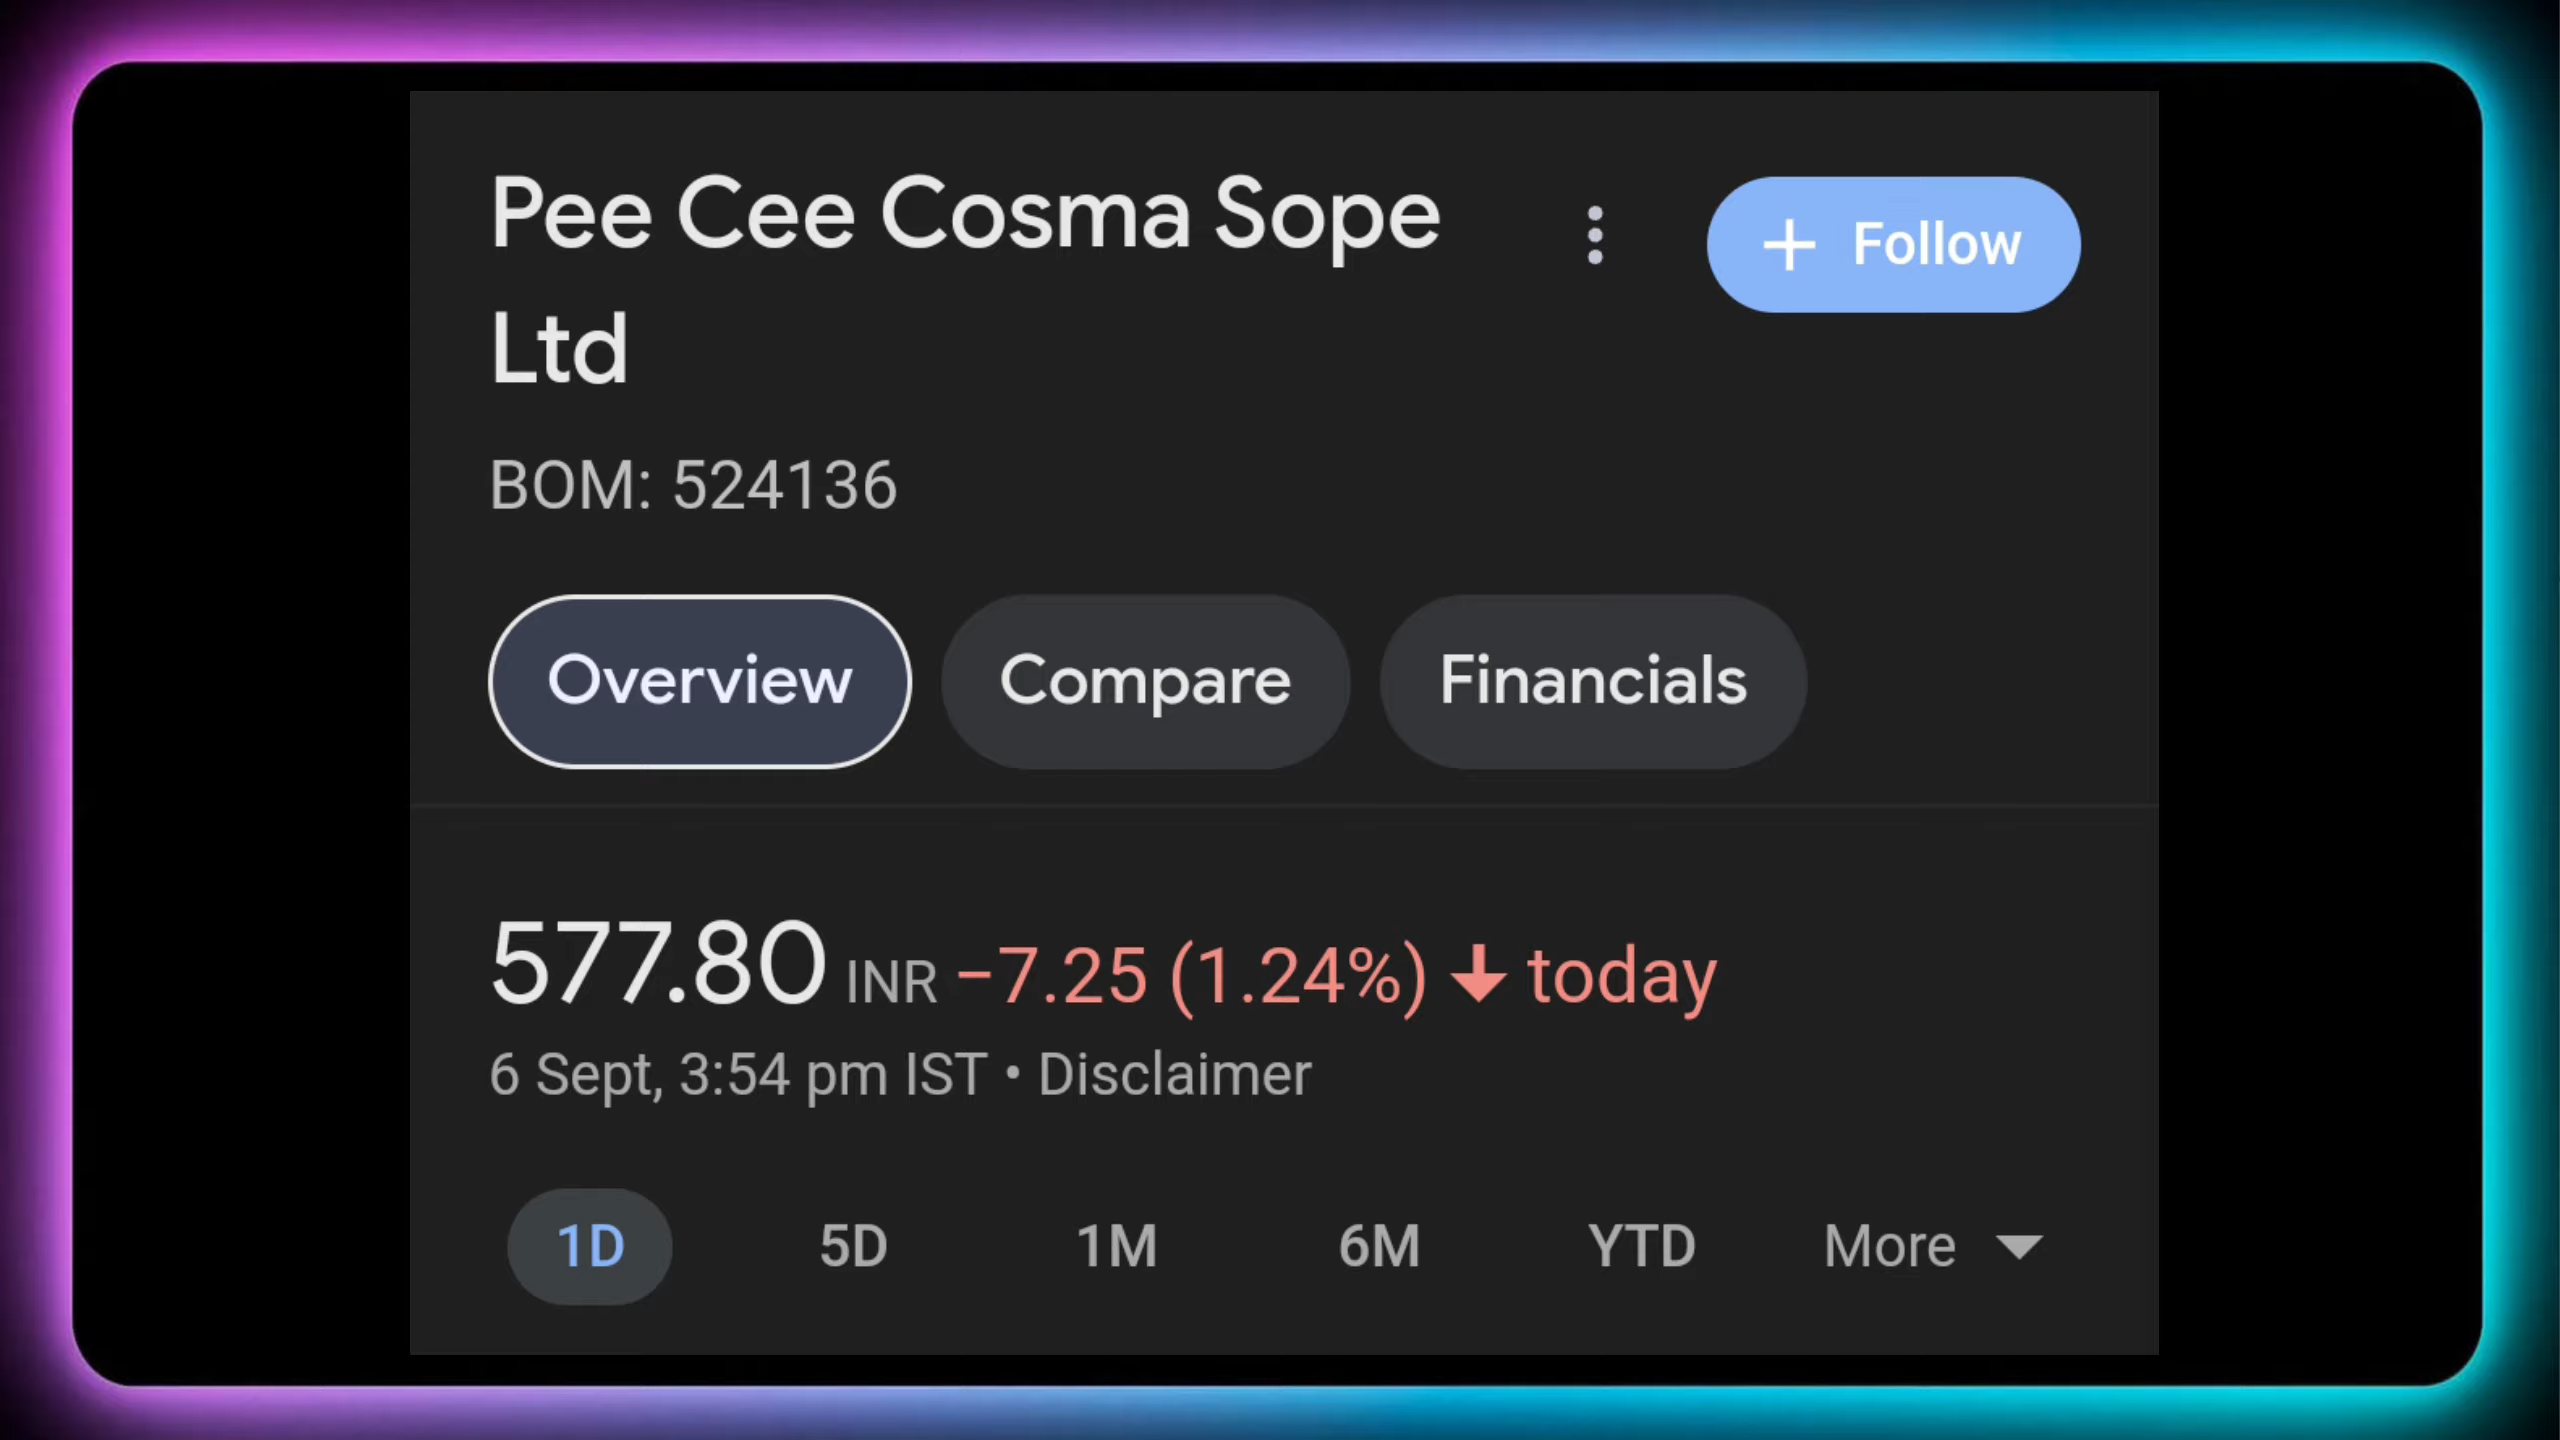 Pee Cee Cosma Sope
Ltd
+ Follow
BOM: 524136
Overview Compare Financials
577.80 INR −7.25 (1.24%) ↓ today
6 Sept, 3:54 pm IST • Disclaimer
1D 5D 1M 6M YTD More